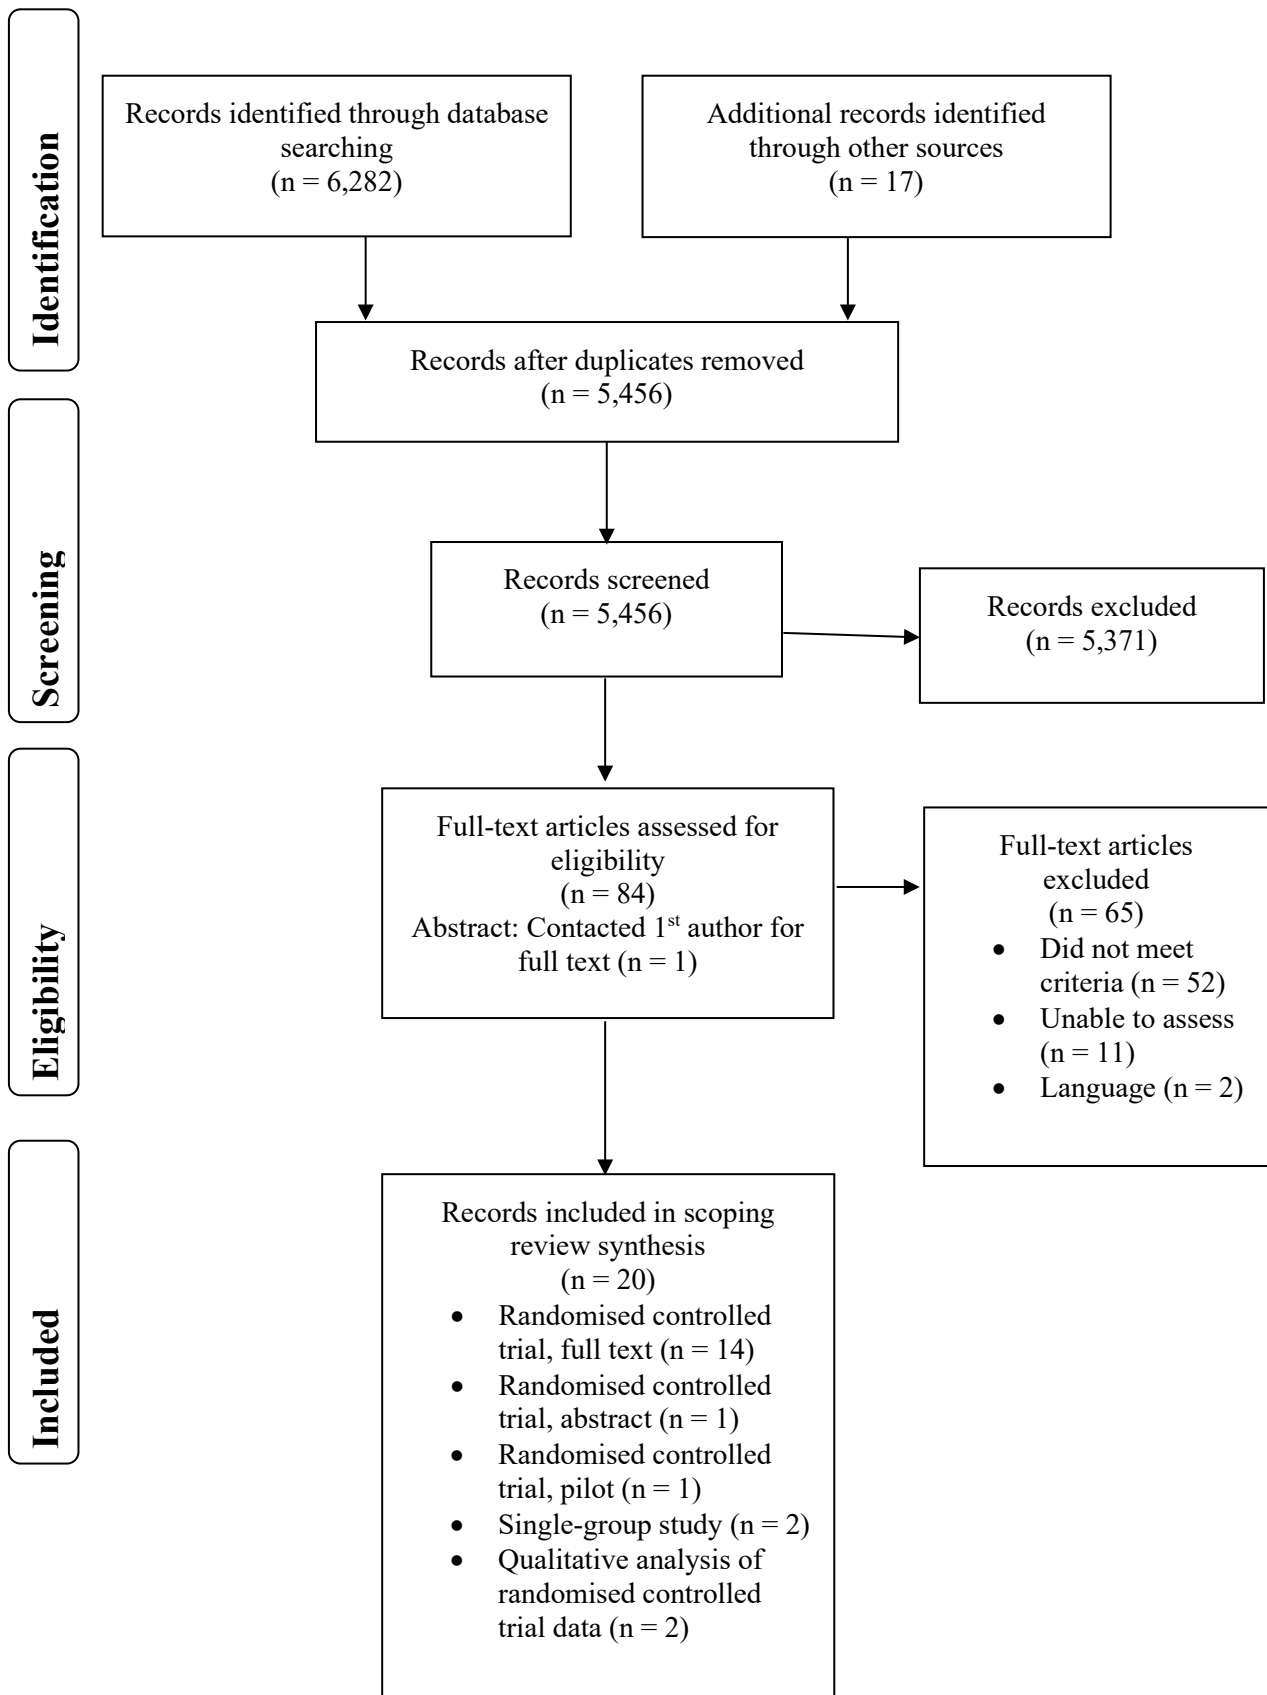 Identification
Records identified through database
searching
(n = 6,282)
Additional records identified
through other sources
(n = 17)
Records after duplicates removed
(n = 5,456)
Screening
Records screened
(n = 5,456)
Records excluded
(n = 5,371)
Eligibility
Full-text articles assessed for
eligibility
(n = 84)
Abstract: Contacted 1st author for
full text (n = 1)
Full-text articles
excluded
(n = 65)
• Did not meet
criteria (n = 52)
• Unable to assess
(n = 11)
• Language (n = 2)
Included
Records included in scoping
review synthesis
(n = 20)
• Randomised controlled
trial, full text (n = 14)
• Randomised controlled
trial, abstract (n = 1)
• Randomised controlled
trial, pilot (n = 1)
• Single-group study (n = 2)
• Qualitative analysis of
randomised controlled
trial data (n = 2)